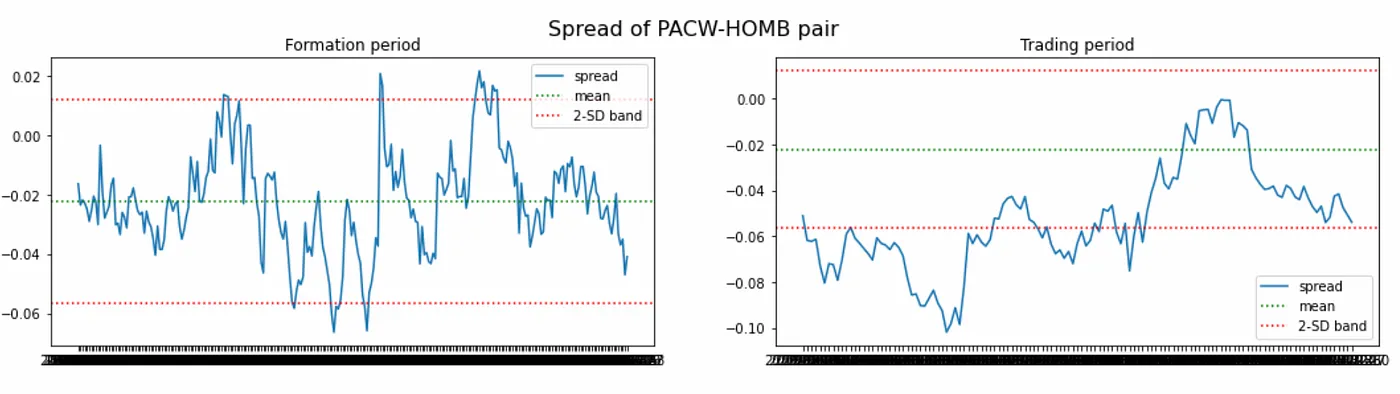 Spread of PACW-HOMB pair
Formation period
0.02
0.00
−0.02
−0.04
−0.06
spread
mean
2-SD band
Trading period
0.00
−0.02
−0.04
−0.06
−0.08
−0.10
spread
mean
2-SD band